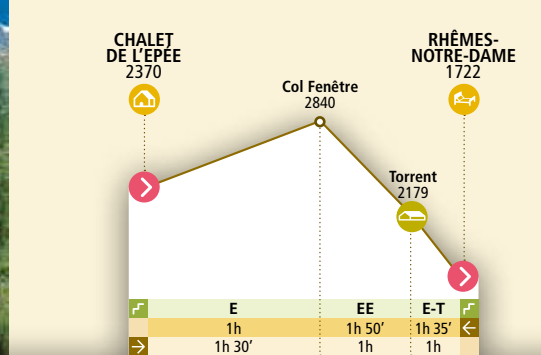 CHALET
DE L'EPÉE
2370
Col Fenêtre
2840
RHÊMES-
NOTRE-DAME
1722
Torrent
2179
E EE E-T
1h 1h 50’ 1h 35’
1h 30’ 1h 1h